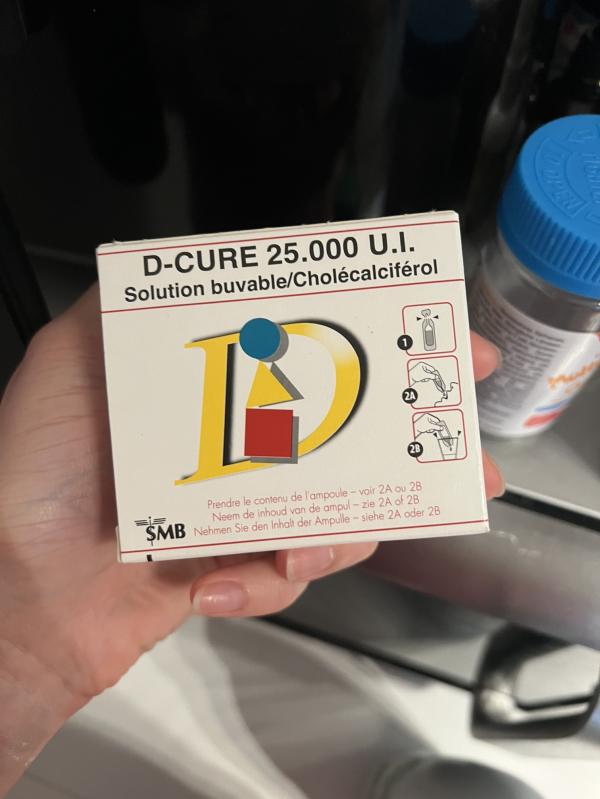 D-CURE 25.000 U.I.
Solution buvable/Cholécalciférol
D
1
2A
2B
Prendre le contenu de l'ampoule – voir 2A ou 2B
Neem de inhoud van de ampul – zie 2A of 2B
Nehmen Sie den Inhalt der Ampulle – siehe 2A oder 2B
SMB